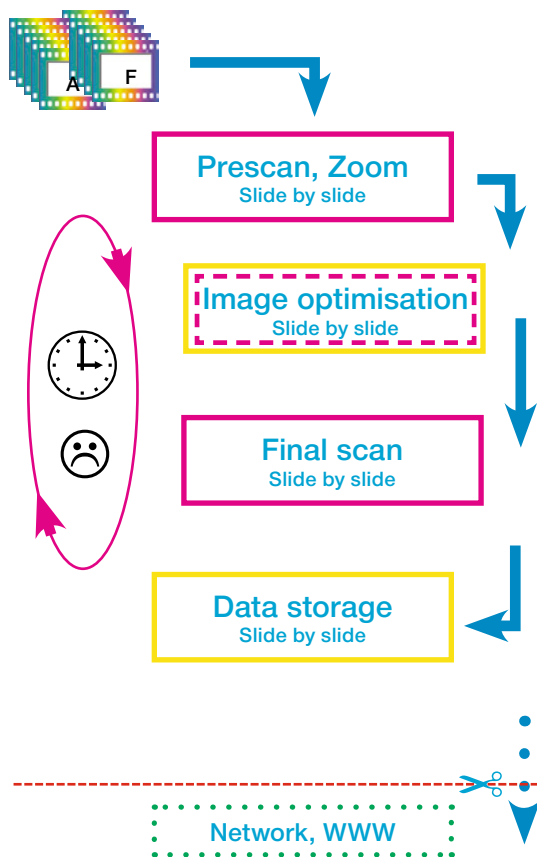 A
F
Prescan, Zoom
Slide by slide
Image optimisation
Slide by slide
Final scan
Slide by slide
Data storage
Slide by slide
Network, WWW